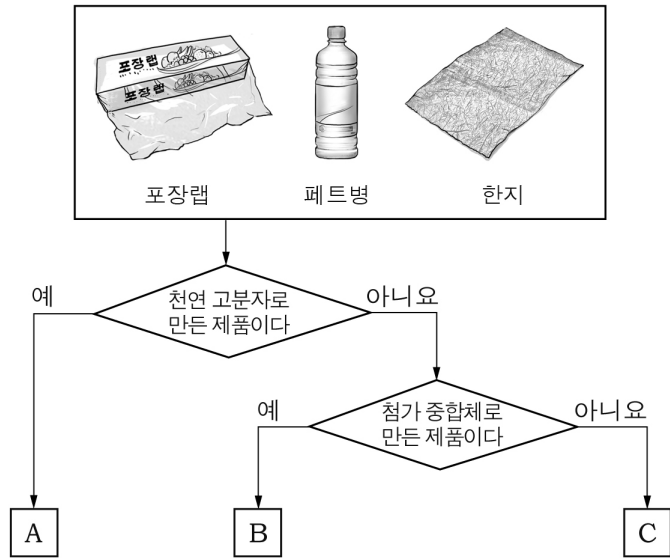 포장랩
포장랩
포장랩
페트병
한지
천연 고분자로
만든 제품이다
예
아니요
첨가 중합체로
만든 제품이다
예
아니요
A
B
C